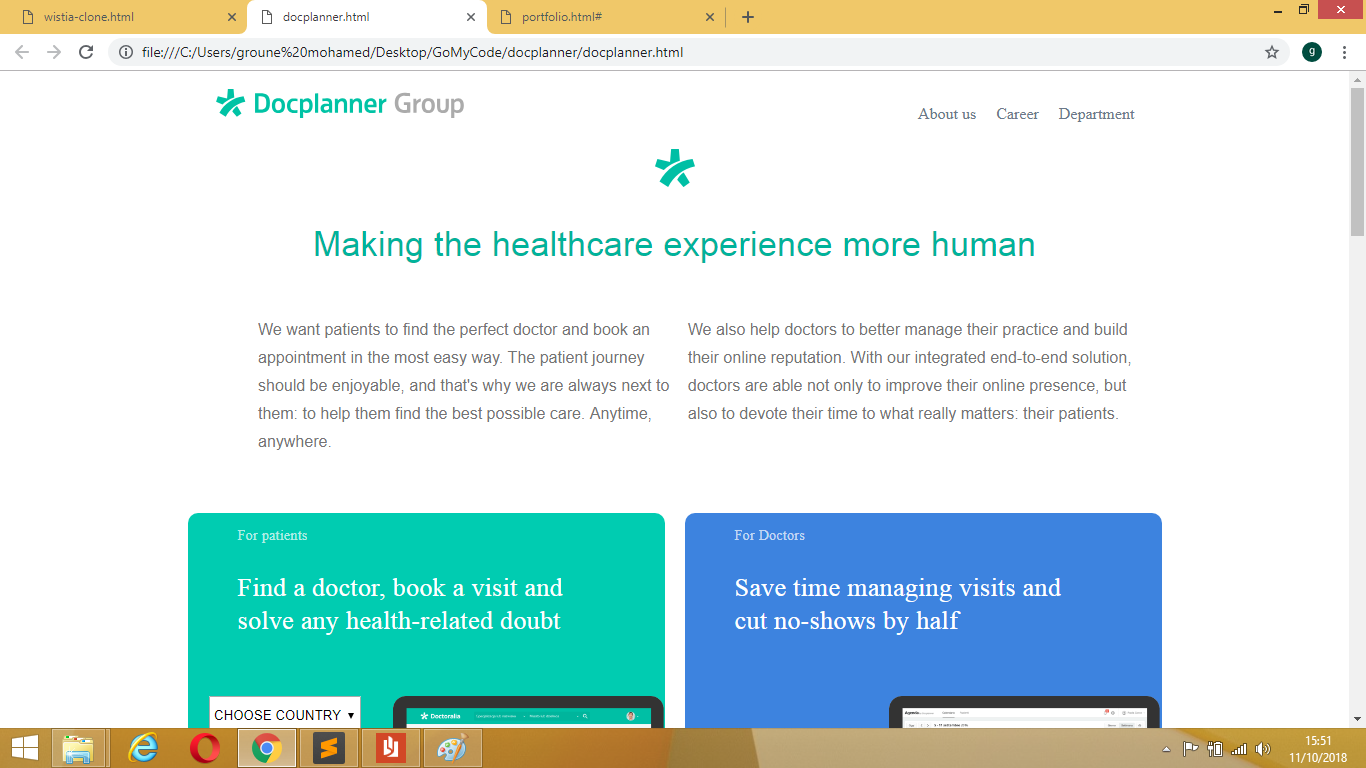 wistia-clone.html
docplanner.html
portfolio.html#
file:///C:/Users/groune%20mohamed/Desktop/GoMyCode/docplanner/docplanner.html
g
Docplanner Group
About us Career Department
Making the healthcare experience more human
We want patients to find the perfect doctor and book an
appointment in the most easy way. The patient journey
should be enjoyable, and that's why we are always next to
them: to help them find the best possible care. Anytime,
anywhere.
We also help doctors to better manage their practice and build
their online reputation. With our integrated end-to-end solution,
doctors are able not only to improve their online presence, but
also to devote their time to what really matters: their patients.
For patients
Find a doctor, book a visit and
solve any health-related doubt
CHOOSE COUNTRY
Doctoralia
For Doctors
Save time managing visits and
cut no-shows by half
Agenda
15:51
11/10/2018